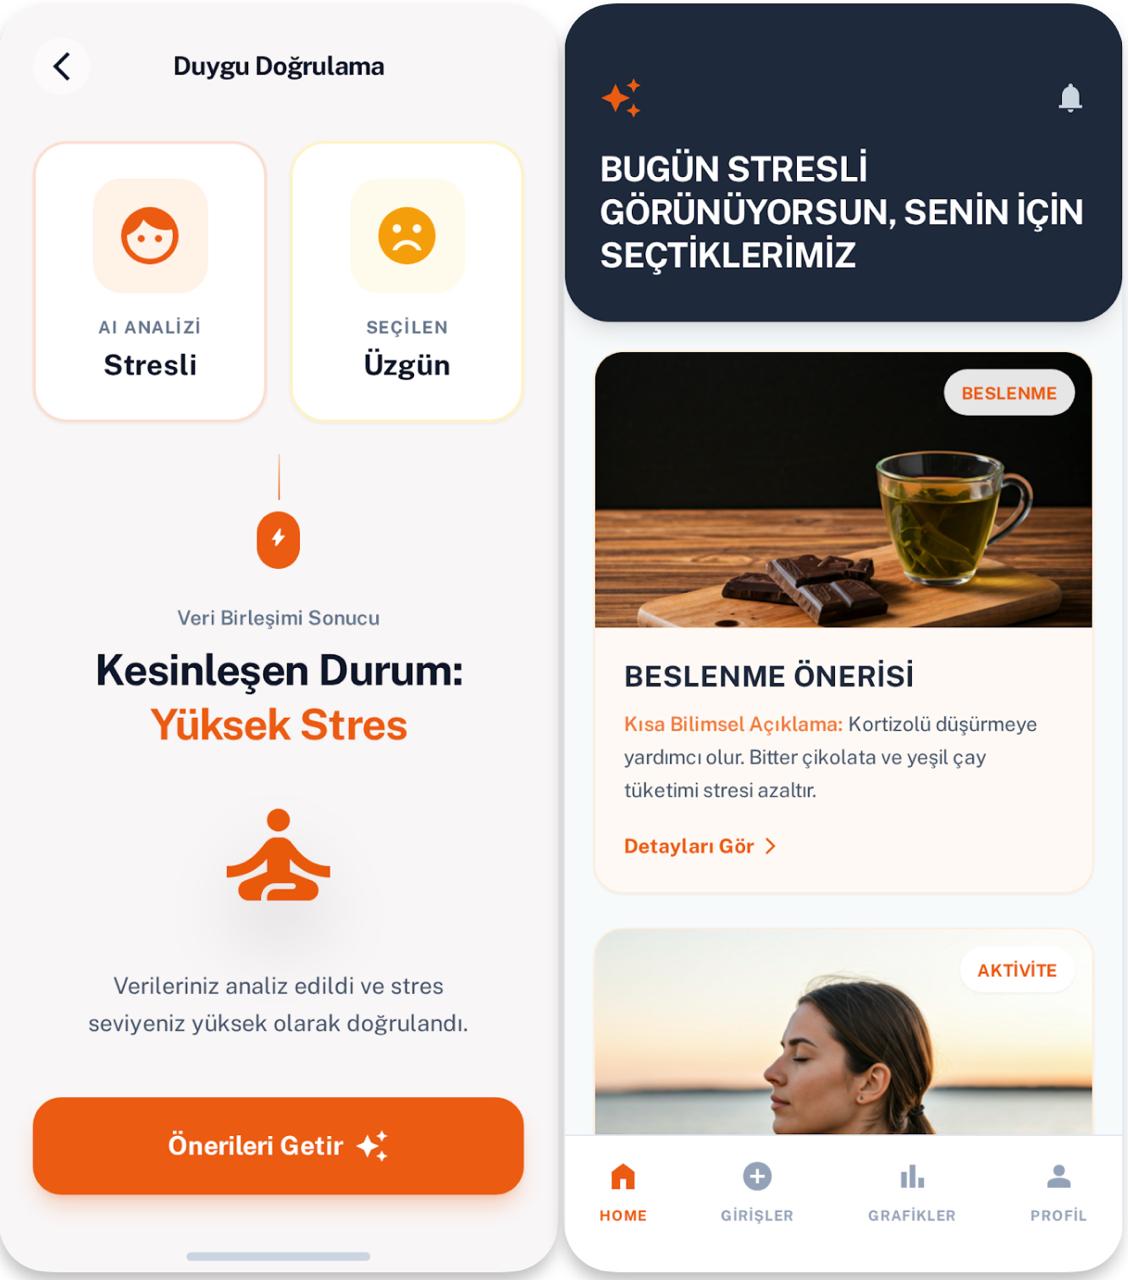 Duygu Doğrulama
AI ANALİZİ
Stresli
SEÇİLEN
Üzgün
Veri Birleşimi Sonucu
Kesinleşen Durum:
Yüksek Stres
Verileriniz analiz edildi ve stres
seviyeniz yüksek olarak doğrulandı.
Önerileri Getir
BUGÜN STRESLİ
GÖRÜNÜYORSUN, SENİN İÇİN
SEÇTİKLERİMİZ
BESLENME
BESLENME ÖNERİSİ
Kısa Bilimsel Açıklama: Kortizolü düşürmeye
yardımcı olur. Bitter çikolata ve yeşil çay
tüketimi stresi azaltır.
Detayları Gör
AKTİVİTE
HOME
GİRİŞLER
GRAFİKLER
PROFİL